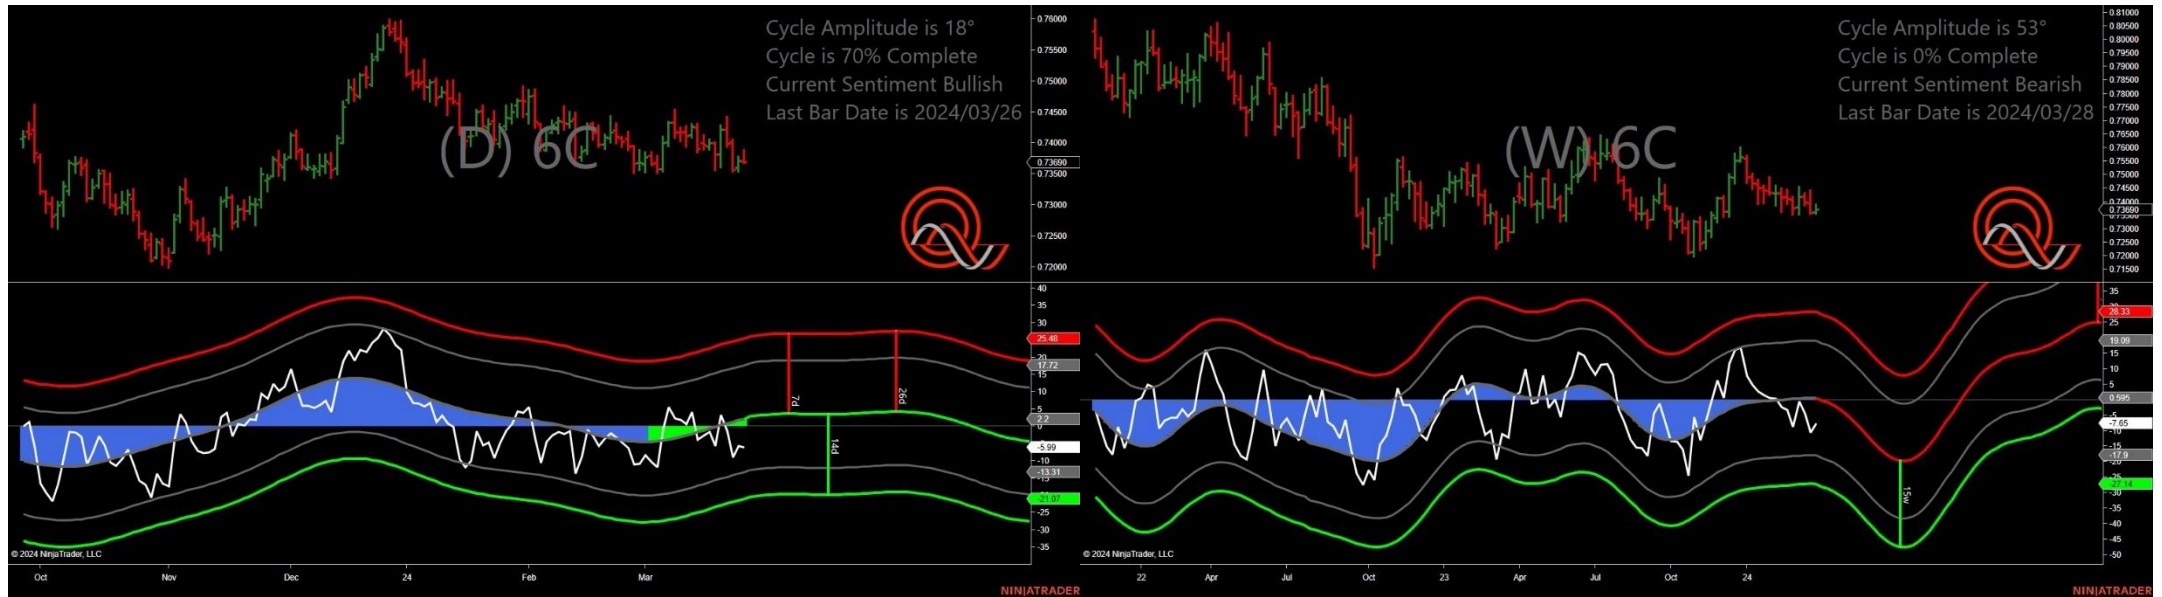 Cycle Amplitude is 18°
Cycle is 70% Complete
Current Sentiment Bullish
Last Bar Date is 2024/03/26
(D) 6C
0.76000
0.75500
0.75000
0.74500
0.74000
0.73690
0.73500
0.73000
0.72500
0.72000
40
35
30
25.48
20
17.72
15
10
5
2.2
0
-5.99
-10
-13.31
-21.07
-25
-30
-35
7d
26d
14d
© 2024 NinjaTrader, LLC
Oct
Nov
Dec
24
Feb
Mar
NINJATRADER
Cycle Amplitude is 53°
Cycle is 0% Complete
Current Sentiment Bearish
Last Bar Date is 2024/03/28
(W) 6C
0.81000
0.80500
0.80000
0.79500
0.79000
0.78500
0.78000
0.77500
0.77000
0.76500
0.76000
0.75500
0.75000
0.74500
0.74000
0.73690
0.73000
0.72500
0.72000
0.71500
35
28.33
25
19.09
15
10
5
0.595
-5
-7.65
-10
-15
-17.9
-27.14
-30
-35
-40
-45
-50
15w
© 2024 NinjaTrader, LLC
22
Apr
Jul
Oct
23
Apr
Jul
Oct
24
NINJATRADER